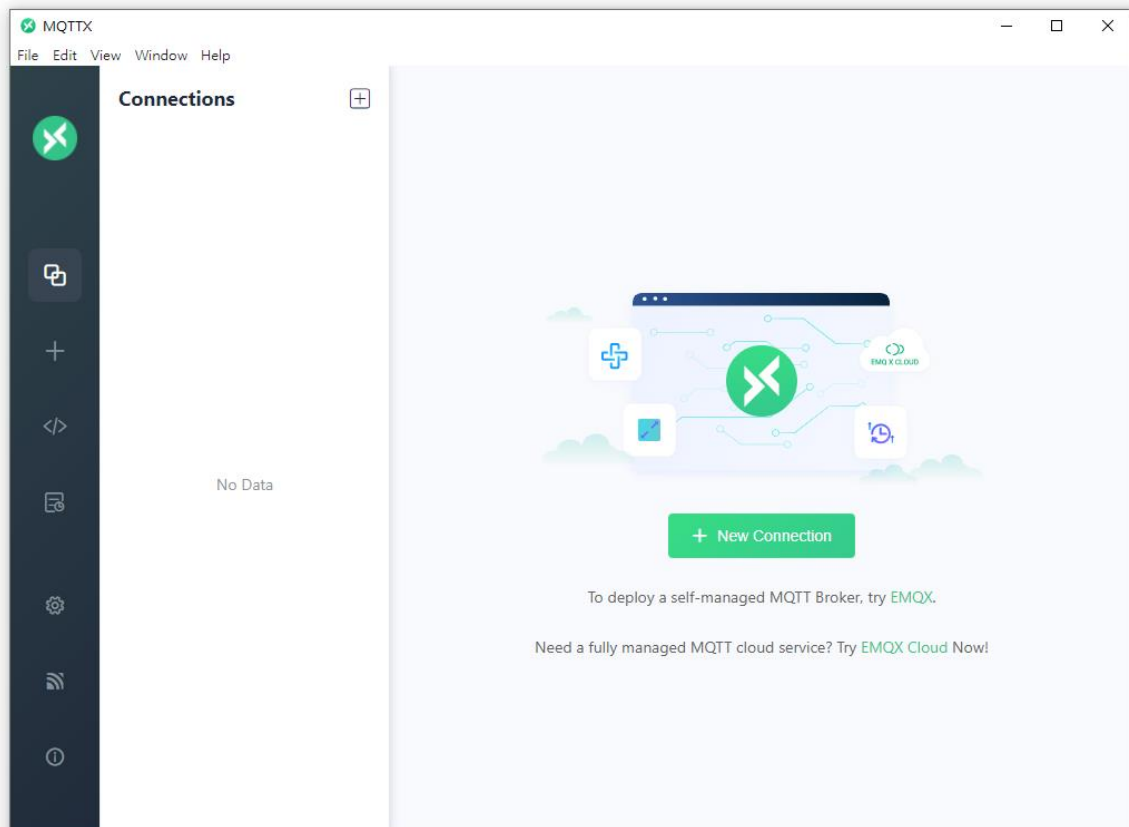 MQTTX
File Edit View Window Help
Connections
No Data
EMQ X CLOUD
+ New Connection
To deploy a self-managed MQTT Broker, try EMQX.
Need a fully managed MQTT cloud service? Try EMQX Cloud Now!